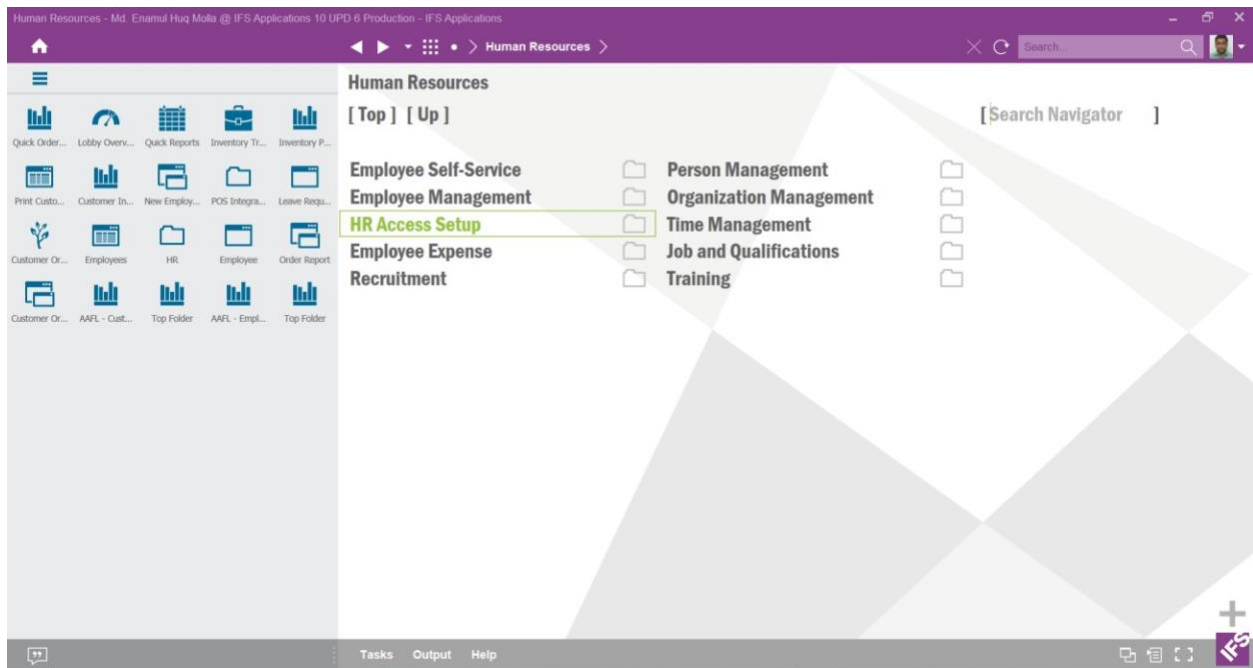 Human Resources - Md. Enamul Huq Molla @ IFS Applications 10 UPD 6 Production - IFS Applications
Human Resources
Search...
Human Resources
[ Top ] [ Up ]
[Search Navigator ]
Quick Order... Lobby Overv... Quick Reports Inventory Tr... Inventory P...
Employee Self-Service Person Management
Print Custo... Customer In... New Employ... POS Integra... Leave Requ...
Employee Management Organization Management
HR Access Setup Time Management
Customer Or... Employees HR Employee Order Report
Employee Expense Job and Qualifications
Recruitment Training
Customer Or... AAFL - Cust... Top Folder AAFL - Empl... Top Folder
Tasks Output Help
IFS